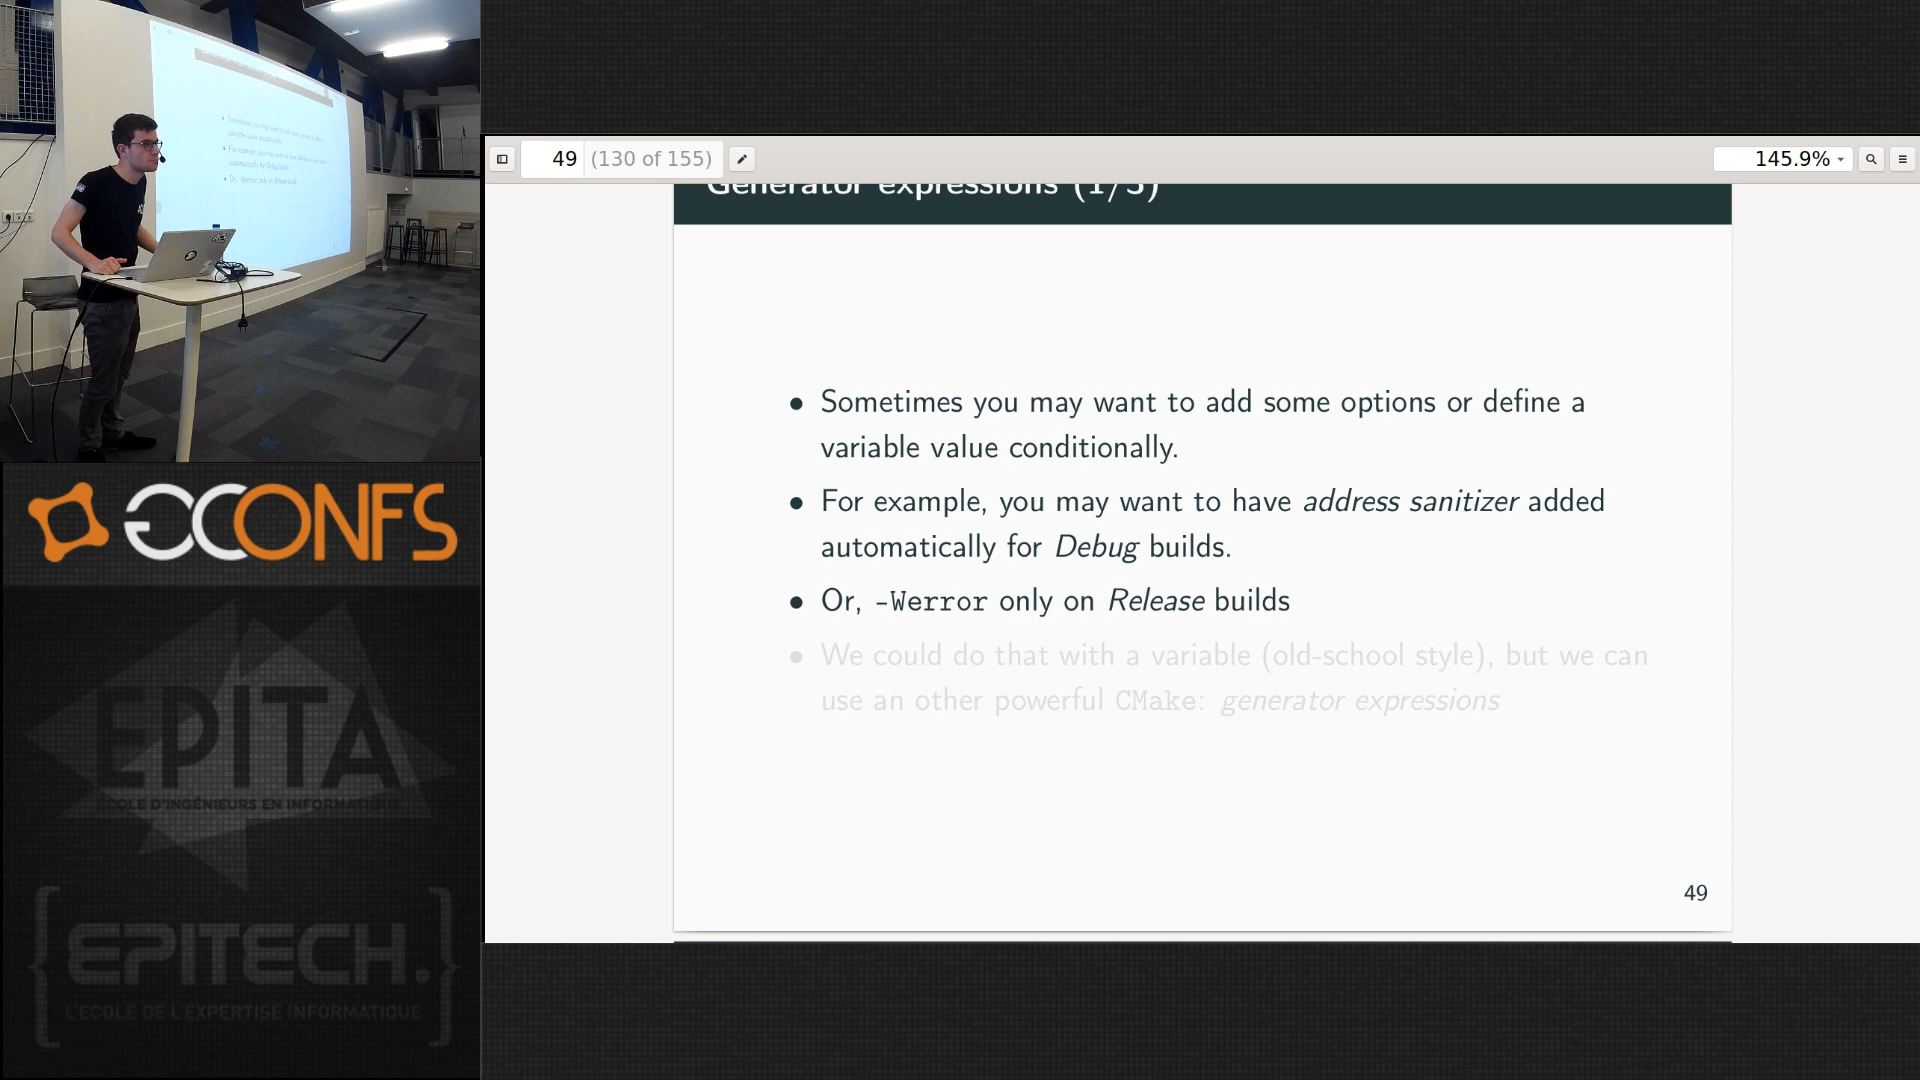 49 (130 of 155)
145.9%
Generator expressions (1/3)
• Sometimes you may want to add some options or define a
variable value conditionally.
• For example, you may want to have address sanitizer added
automatically for Debug builds.
• Or, -Werror only on Release builds
• We could do that with a variable (old-school style), but we can
use an other powerful CMake: generator expressions
49
GCONFS
EPITA
ÉCOLE D'INGÉNIEURS EN INFORMATIQUE
{EPITECH.}
L'ECOLE DE L'EXPERTISE INFORMATIQUE